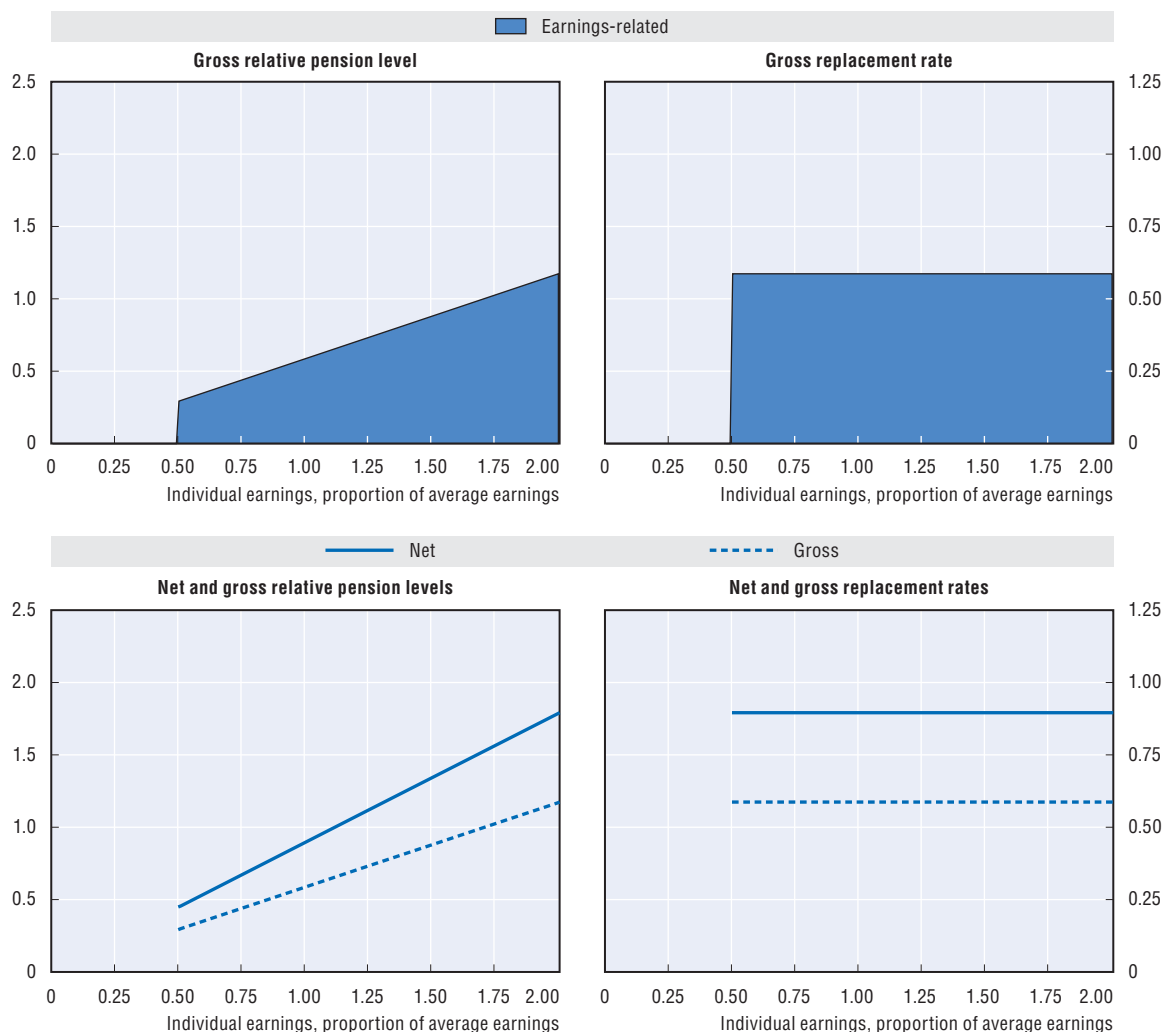 Earnings-related
Gross relative pension level
Gross replacement rate
2.5
2.0
1.5
1.0
0.5
0
0 0.25 0.50 0.75 1.00 1.25 1.50 1.75 2.00
Individual earnings, proportion of average earnings
1.25
1.00
0.75
0.50
0.25
0
0 0.25 0.50 0.75 1.00 1.25 1.50 1.75 2.00
Individual earnings, proportion of average earnings
Net Gross
Net and gross relative pension levels
Net and gross replacement rates
2.5
2.0
1.5
1.0
0.5
0
0 0.25 0.50 0.75 1.00 1.25 1.50 1.75 2.00
Individual earnings, proportion of average earnings
1.25
1.00
0.75
0.50
0.25
0
0 0.25 0.50 0.75 1.00 1.25 1.50 1.75 2.00
Individual earnings, proportion of average earnings